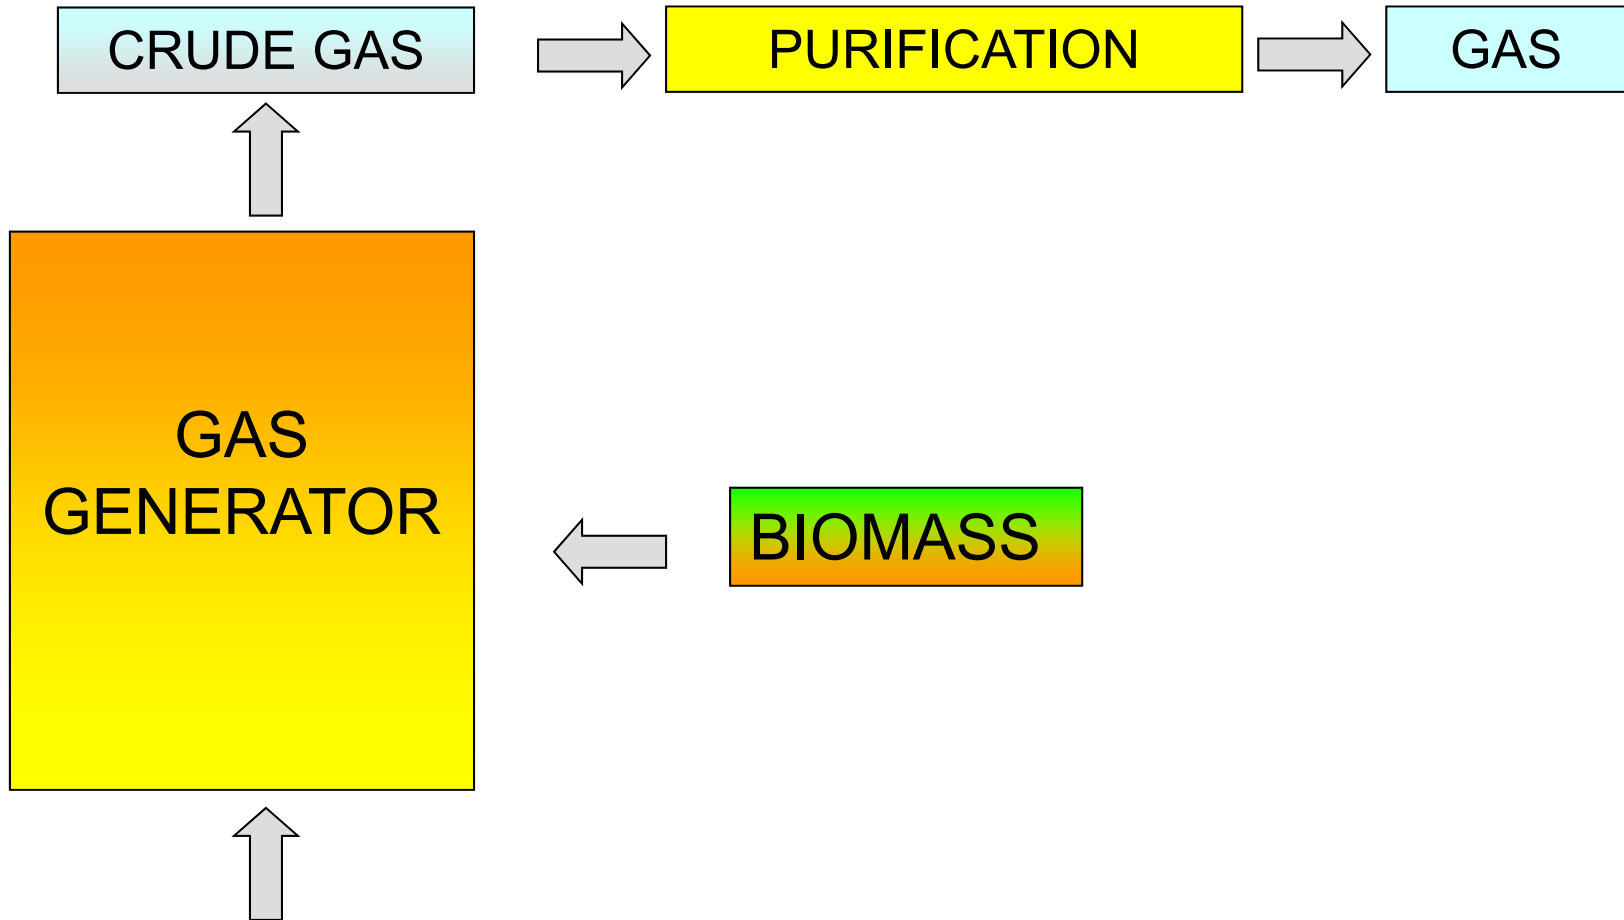 CRUDE GAS
PURIFICATION
GAS
GAS
GENERATOR
BIOMASS